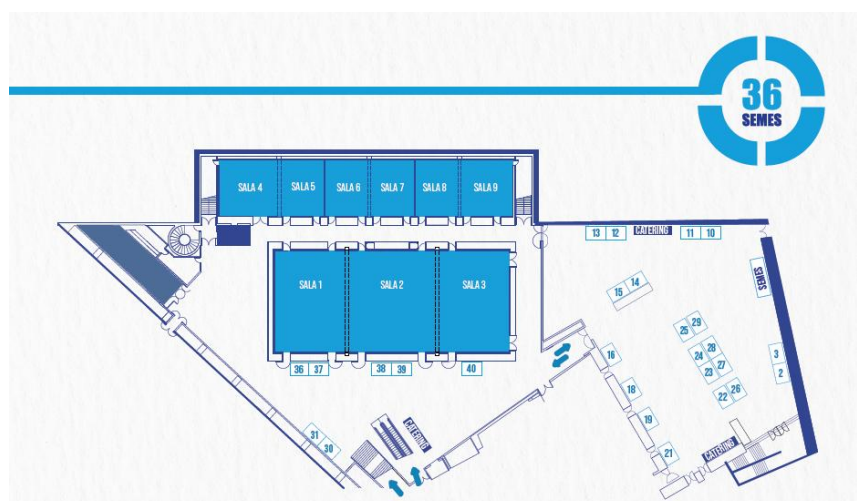 36
SEMES
SALA 4
SALA 5
SALA 6
SALA 7
SALA 8
SALA 9
13 12 CATERING 11 10
SALA 1
SALA 2
SALA 3
SEMES
14
15
29
25
28
24
27
23
26
22
3
2
16
18
19
21
36 37
38 39
40
31
30
CATERING
CATERING